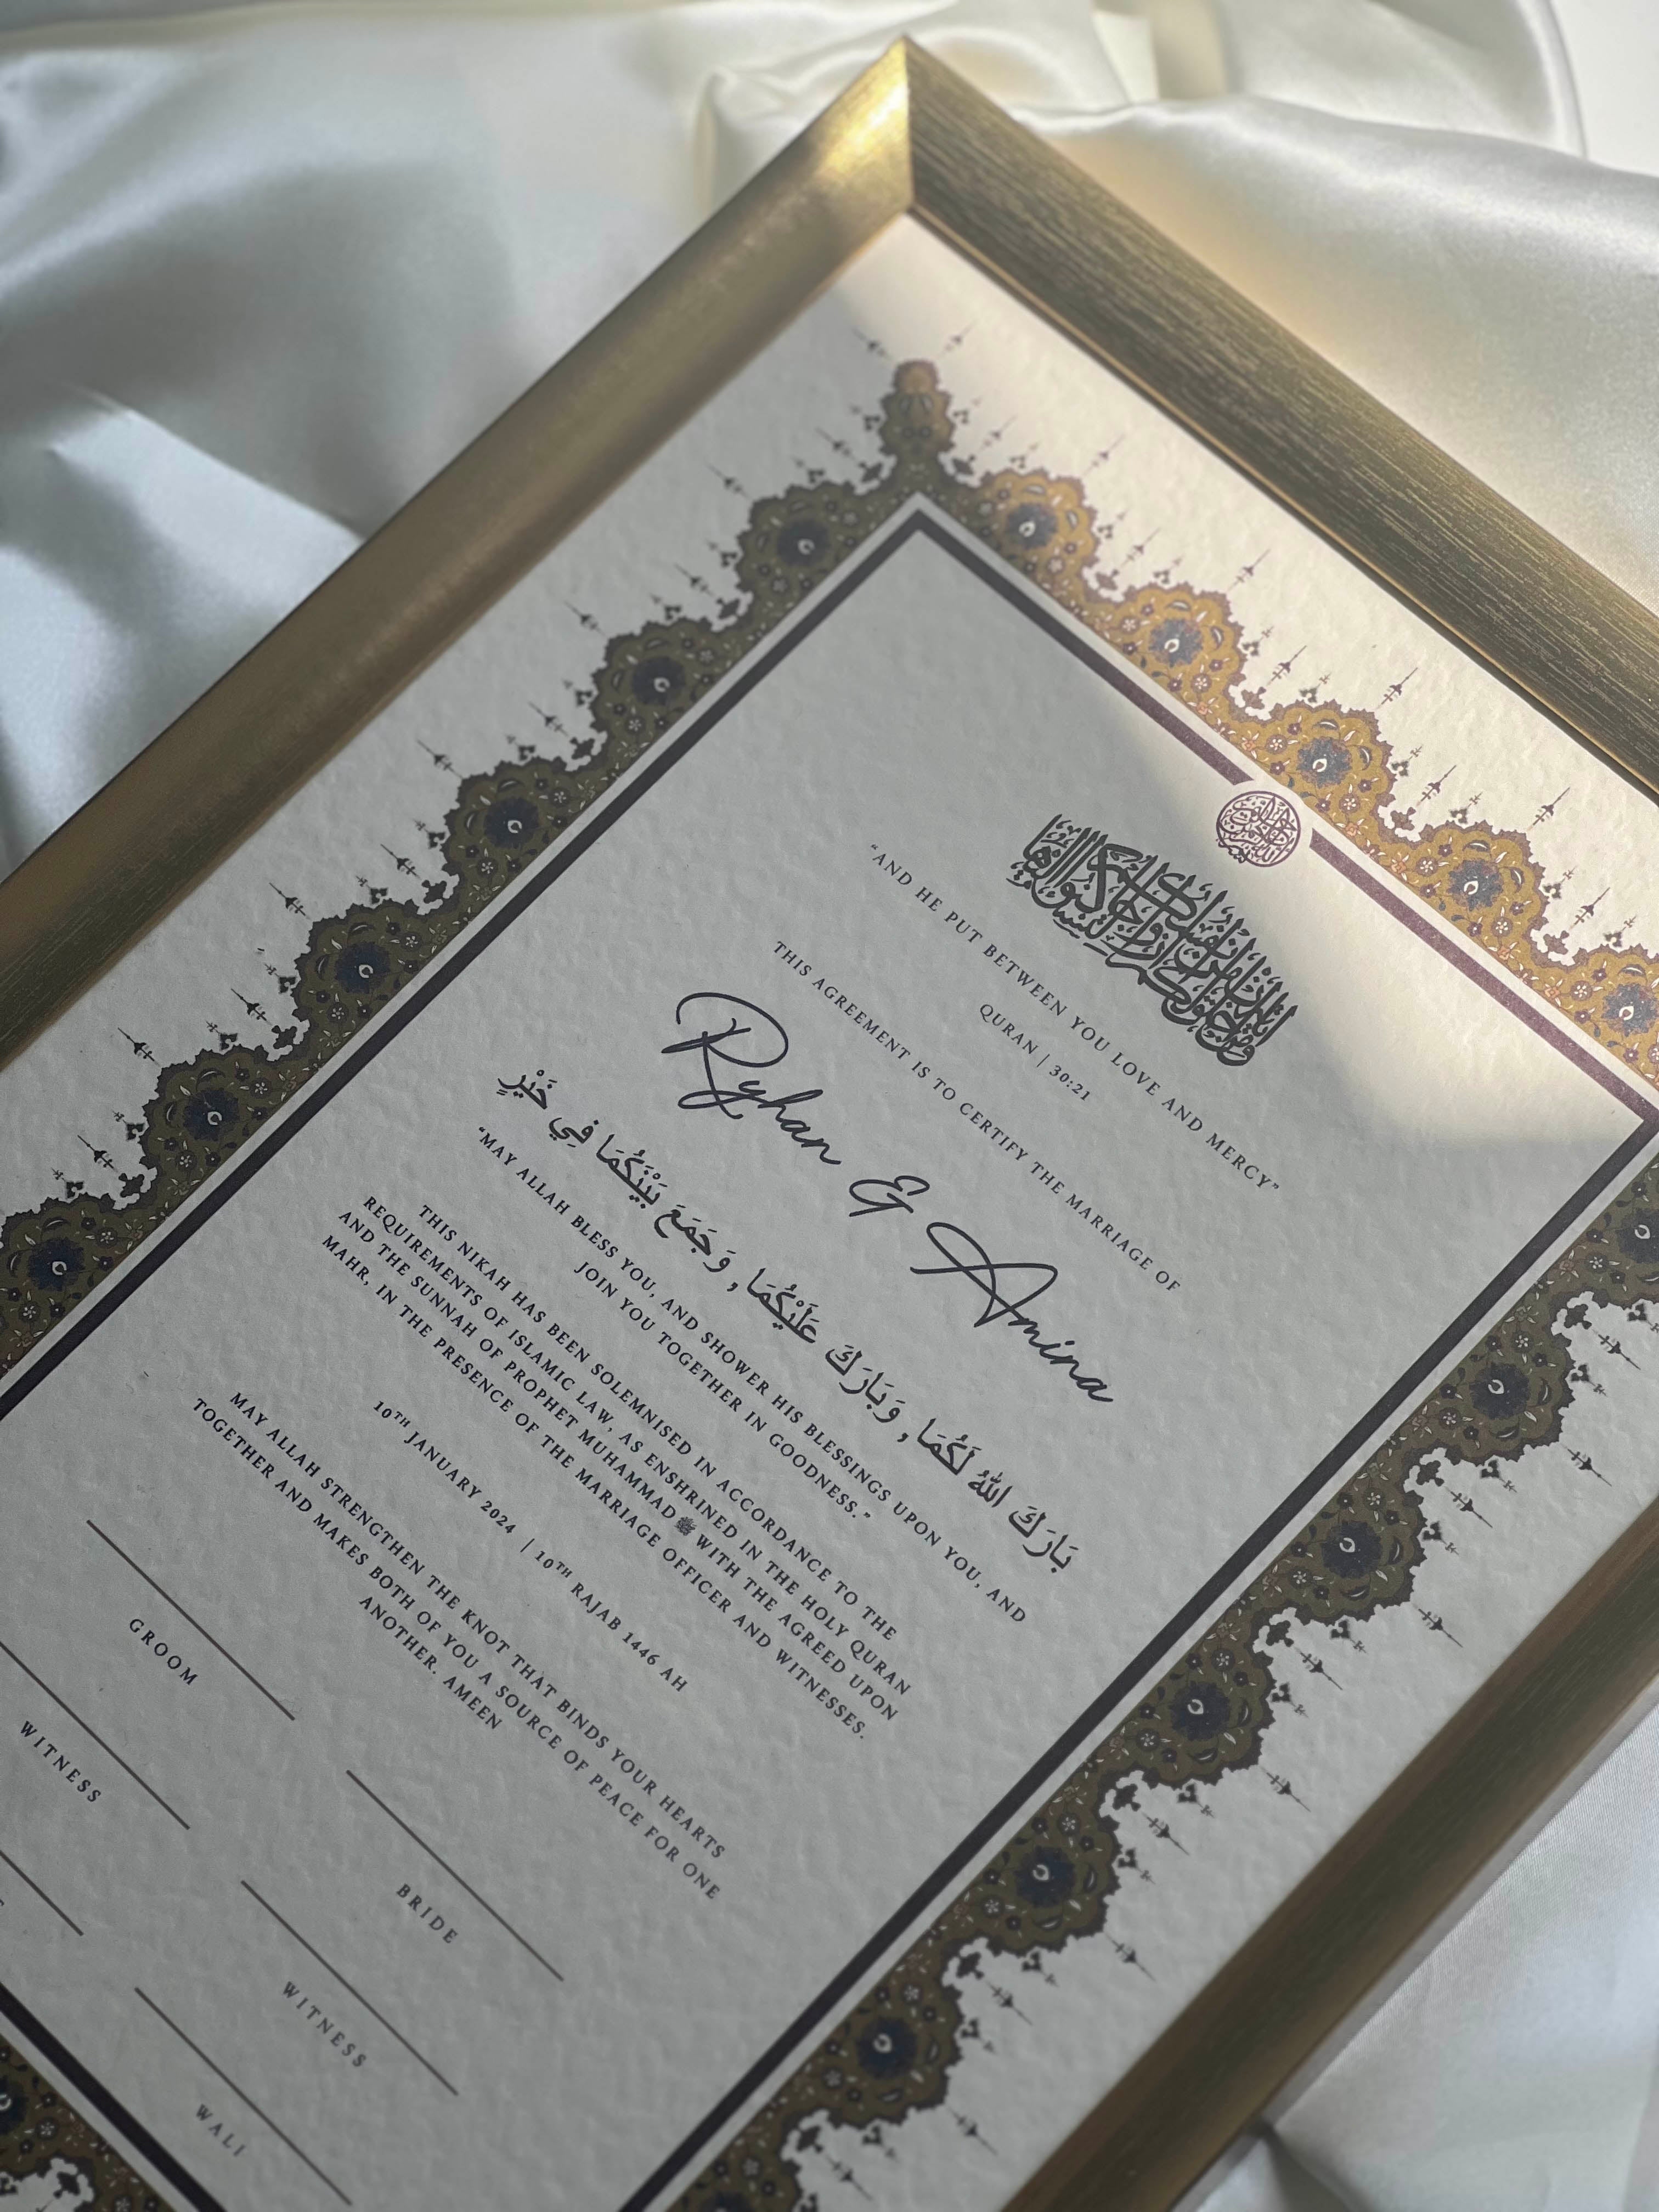 "AND HE PUT BETWEEN YOU LOVE AND MERCY"
QURAN | 30:21
THIS AGREEMENT IS TO CERTIFY THE MARRIAGE OF
Ryhan & Amina
بَارَكَ اللهُ لَكُمَا, وَبَارَكَ عَلَيْكُمَا, وَجَمَعَ بَيْنَكُمَا فِي خَيْرٍ
"MAY ALLAH BLESS YOU, AND SHOWER HIS BLESSINGS UPON YOU, AND
JOIN YOU TOGETHER IN GOODNESS."
THIS NIKAH HAS BEEN SOLEMNISED IN ACCORDANCE TO THE
REQUIREMENTS OF ISLAMIC LAW, AS ENSHRINED IN THE HOLY QURAN
AND THE SUNNAH OF PROPHET MUHAMMAD ﷺ WITH THE AGREED UPON
MAHR, IN THE PRESENCE OF THE MARRIAGE OFFICER AND WITNESSES.
10TH JANUARY 2024 | 10TH RAJAB 1446 AH
MAY ALLAH STRENGTHEN THE KNOT THAT BINDS YOUR HEARTS
TOGETHER AND MAKES BOTH OF YOU A SOURCE OF PEACE FOR ONE
ANOTHER. AMEEN
GROOM BRIDE
WITNESS WITNESS
WALI